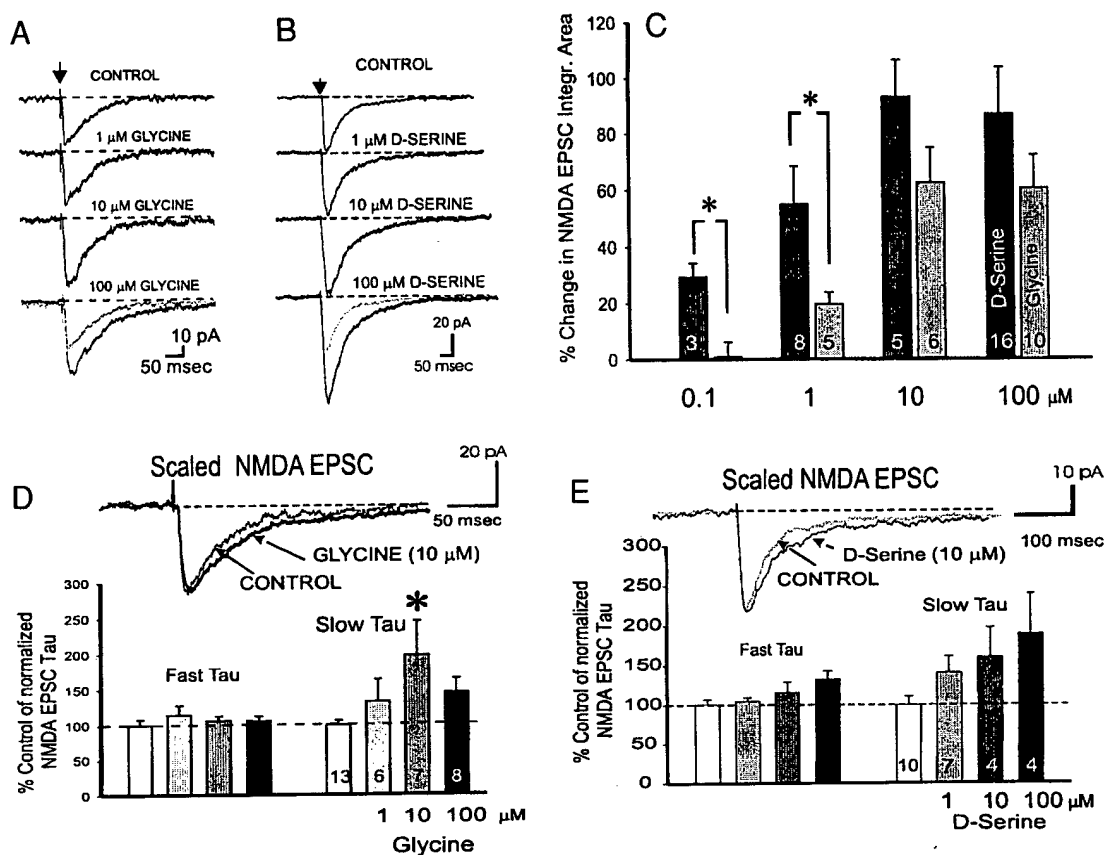 A
CONTROL
1 μM GLYCINE
10 μM GLYCINE
100 μM GLYCINE
10 pA
50 msec
B
CONTROL
1 μM D-SERINE
10 μM D-SERINE
100 μM D-SERINE
20 pA
50 msec
C
% Change in NMDA EPSC Integr. Area
120
100
80
60
40
20
0
*
*
D-Serine
Glycine
3
8
5
5
6
16
10
0.1
1
10
100 μM
D
Scaled NMDA EPSC
20 pA
50 msec
GLYCINE (10 μM)
CONTROL
% Control of normalized
NMDA EPSC Tau
300
250
200
150
100
50
0
Fast Tau
Slow Tau
*
13
6
7
8
1 10 100 μM
Glycine
E
Scaled NMDA EPSC
10 pA
100 msec
D-Serine (10 μM)
CONTROL
% Control of normalized
NMDA EPSC Tau
300
250
200
150
100
50
0
Fast Tau
Slow Tau
10
7
4
4
1 10 100 μM
D-Serine